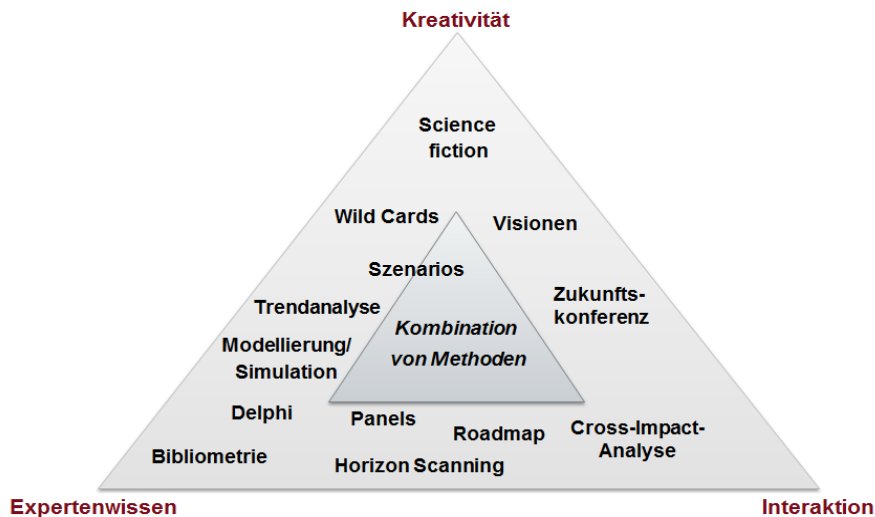 Kreativität
Science
fiction
Wild Cards
Visionen
Szenarios
Trendanalyse
Zukunfts-
konferenz
Kombination
von Methoden
Modellierung/
Simulation
Delphi
Panels
Roadmap
Cross-Impact-
Analyse
Bibliometrie
Horizon Scanning
Expertenwissen
Interaktion